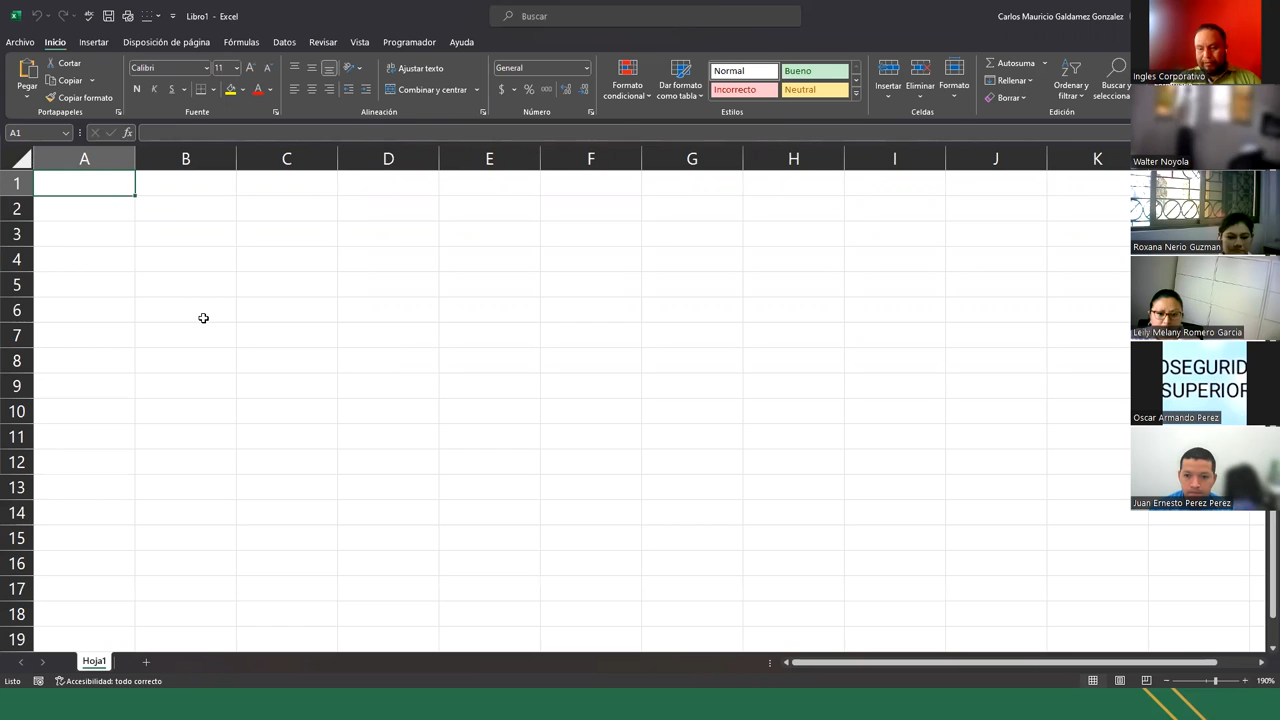 Libro1 - Excel
Buscar
Carlos Mauricio Galdamez Gonzalez
Archivo Inicio Insertar Disposición de página Fórmulas Datos Revisar Vista Programador Ayuda
Pegar
Cortar
Copiar
Copiar formato
Portapapeles
Calibri 11
N K S
Fuente
Ajustar texto
Combinar y centrar
Alineación
General
$ % 000
Número
Formato condicional
Dar formato como tabla
Normal Bueno
Incorrecto Neutral
Estilos
Insertar Eliminar Formato
Celdas
Autosuma
Rellenar
Borrar
Ordenar y filtrar
Buscar y
Edición
A1
fx
A B C D E F G H I J K
1
2
3
4
5
6
7
8
9
10
11
12
13
14
15
16
17
18
19
Hoja1
Listo
Accesibilidad: todo correcto
190%
Ingles Corporativo
Walter Noyola
Roxana Nerio Guzman
Leily Melany Romero Garcia
OSEGURID
SUPERIOR
Oscar Armando Perez
Juan Ernesto Perez Perez